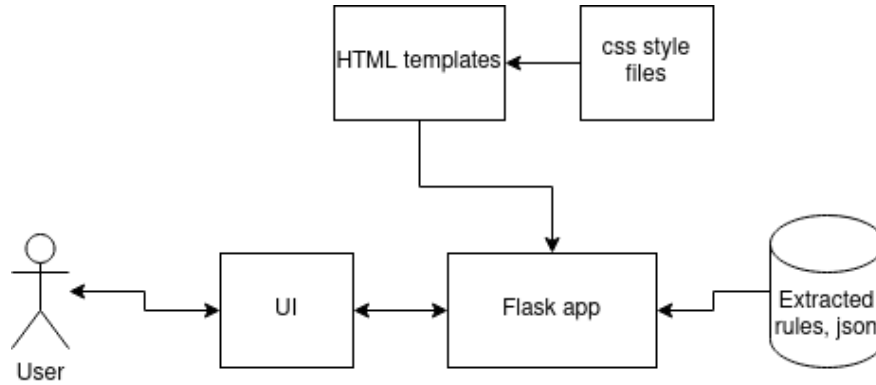 HTML templates
css style
files
UI
Flask app
Extracted
rules, json
User